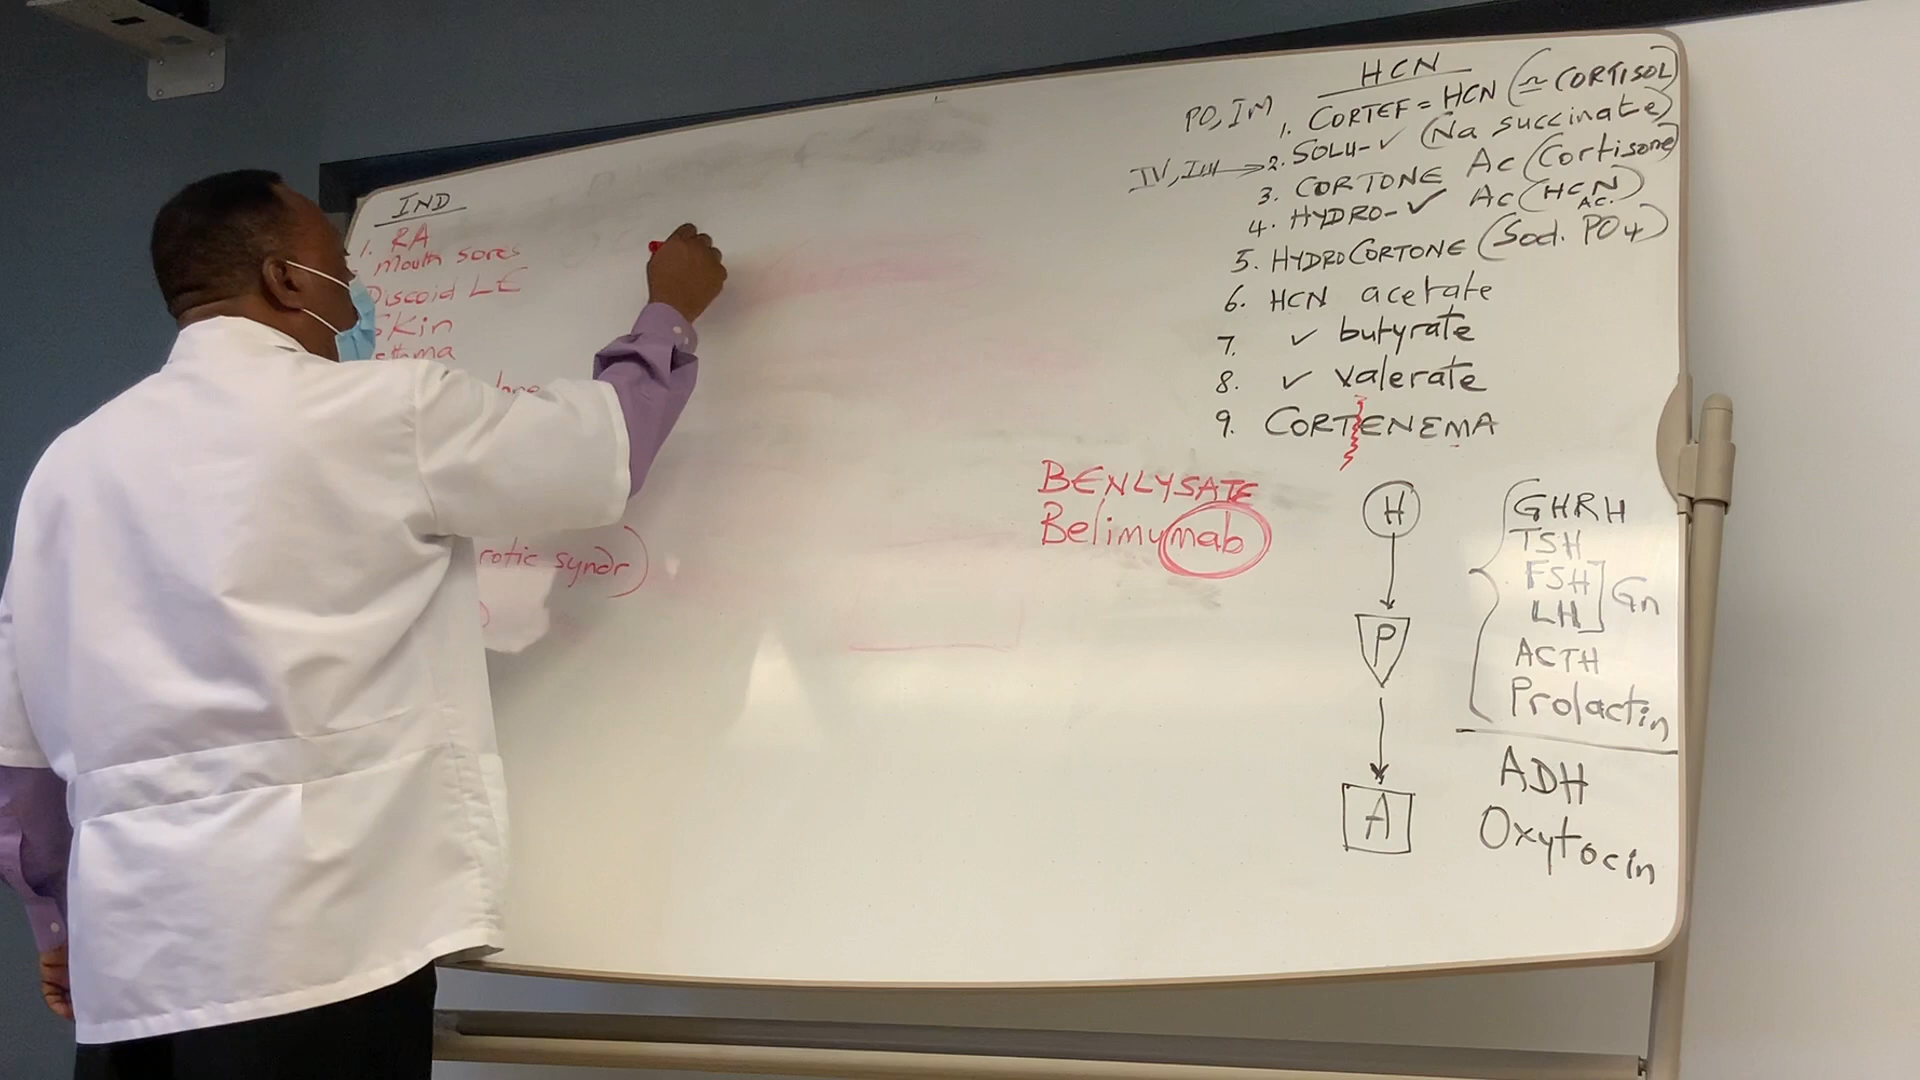 IND
1. RA
mouth sores
Discoid LE
Skin
rotic syndr)
HCN
PO, IM
1. CORTEF = HCN (≃ CORTISOL)
IV, IM → 2. SOLU- ✓ (Na succinate)
3. CORTONE Ac (Cortisone)
4. HYDRO- ✓ Ac (HCN Ac.)
5. HYDROCORTONE (Sod. PO4)
6. HCN acetate
7. ✓ butyrate
8. ✓ valerate
9. CORTENEMA
BENLYSATE
Belimumab
H
P
A
GHRH
TSH
FSH
LH
Gn
ACTH
Prolactin
ADH
Oxytocin